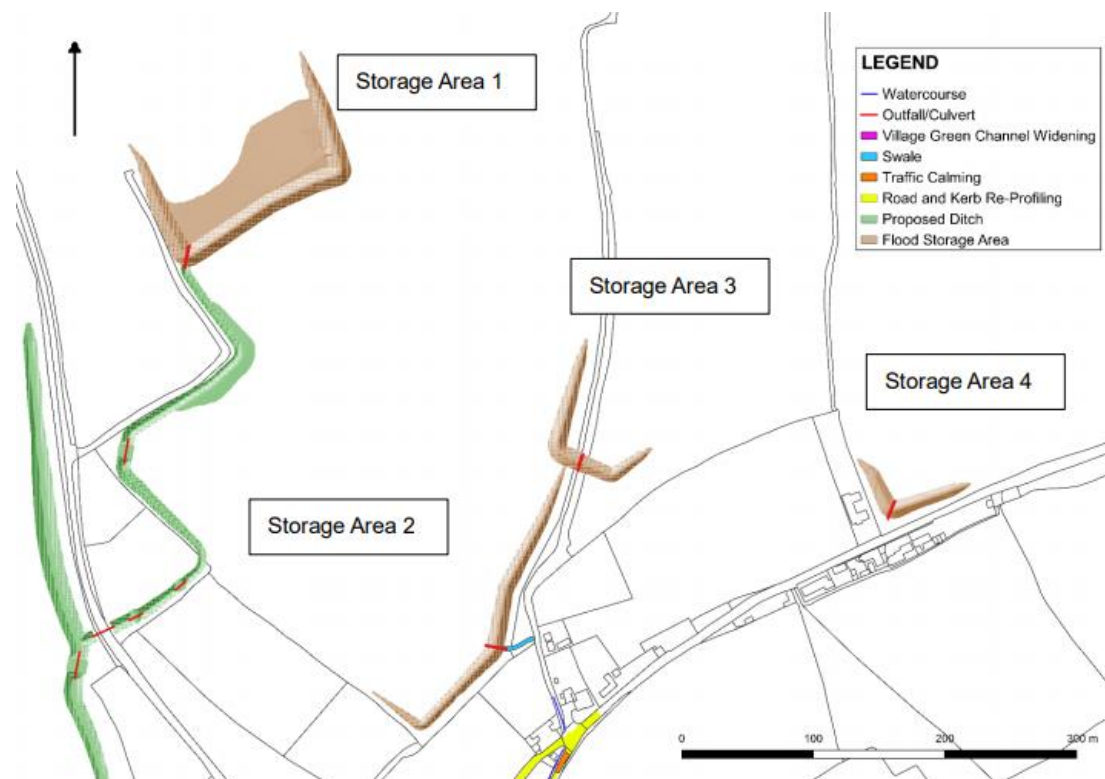 Storage Area 1
LEGEND
Watercourse
Outfall/Culvert
Village Green Channel Widening
Swale
Traffic Calming
Road and Kerb Re-Profiling
Proposed Ditch
Flood Storage Area
Storage Area 3
Storage Area 4
Storage Area 2
0 100 200 300 m